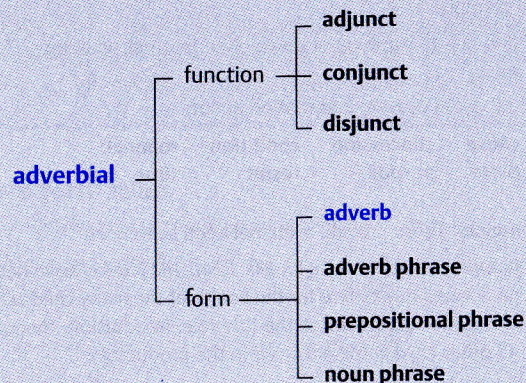 adjunct
function
conjunct
disjunct
adverbial
adverb
adverb phrase
form
prepositional phrase
noun phrase